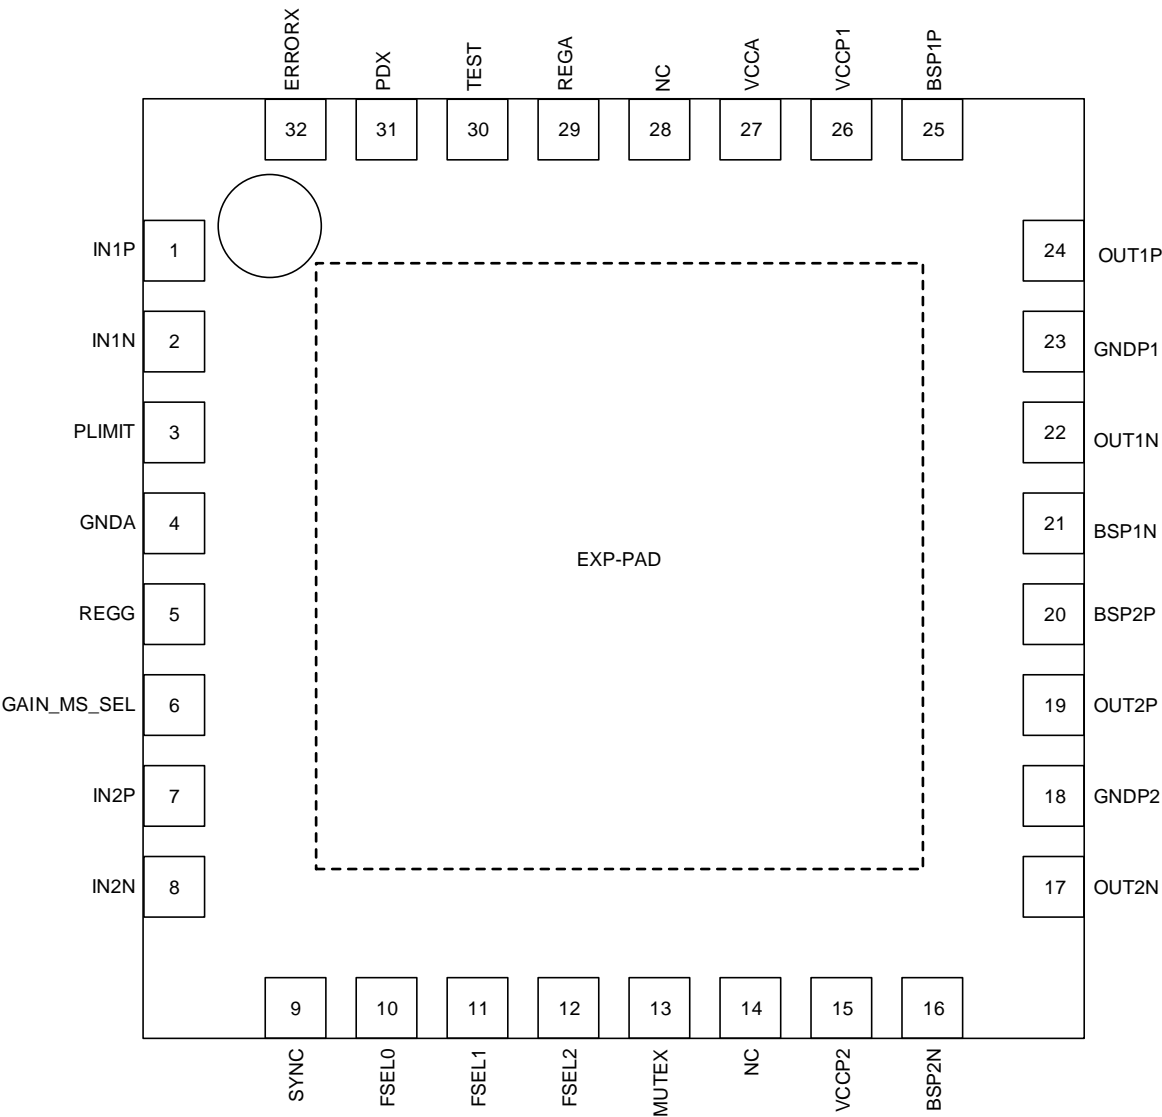 ERRORX
PDX
TEST
REGA
NC
VCCA
VCCP1
BSP1P
32
31
30
29
28
27
26
25
IN1P
1
24
OUT1P
IN1N
2
23
GNDP1
PLIMIT
3
22
OUT1N
GNDA
4
21
BSP1N
EXP-PAD
REGG
5
20
BSP2P
GAIN_MS_SEL
6
19
OUT2P
IN2P
7
18
GNDP2
IN2N
8
17
OUT2N
9
10
11
12
13
14
15
16
SYNC
FSEL0
FSEL1
FSEL2
MUTEX
NC
VCCP2
BSP2N